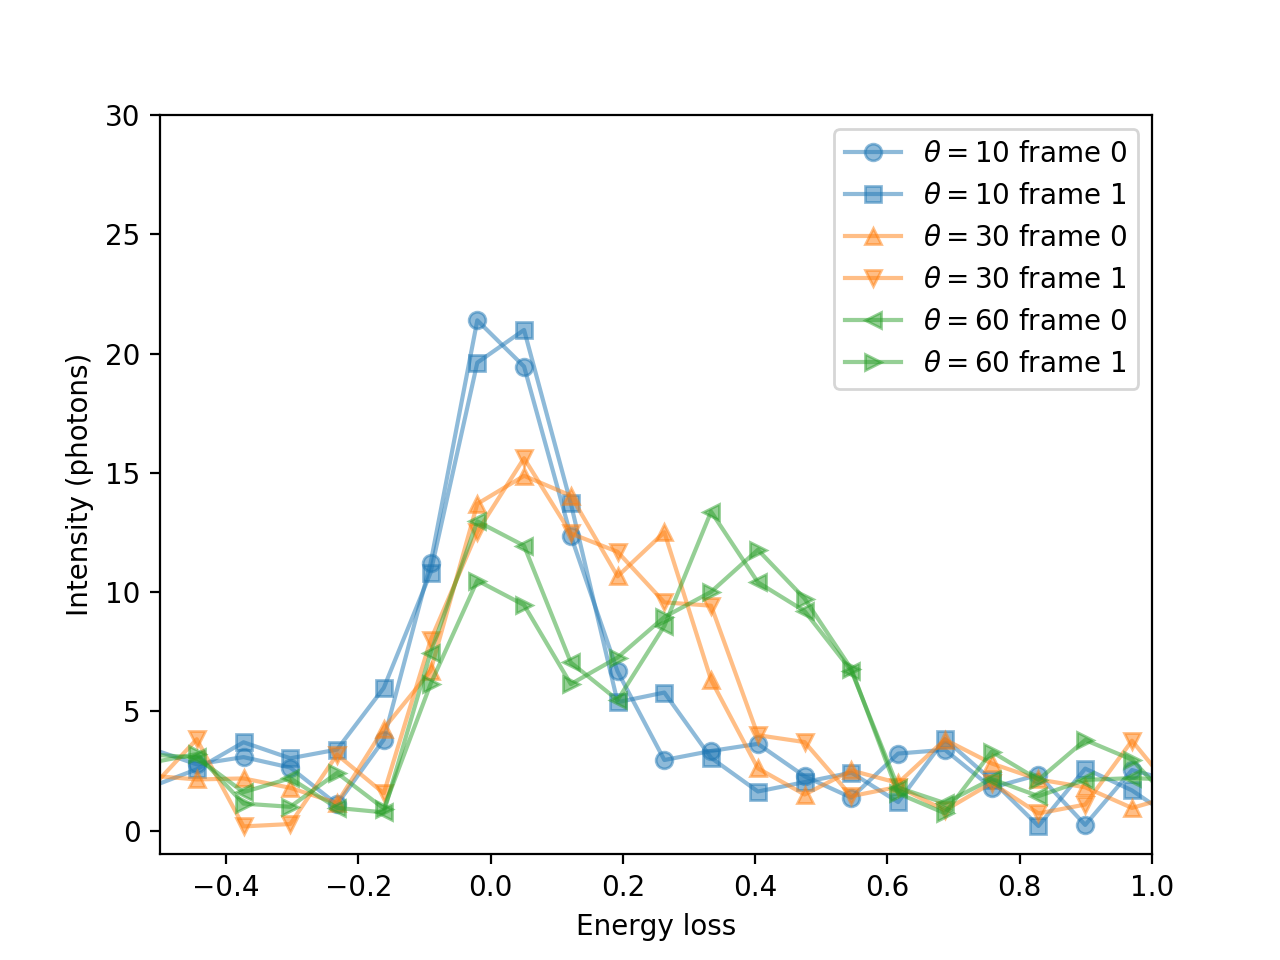 30
25
20
15
10
5
0
Intensity (photons)
−0.4 −0.2 0.0 0.2 0.4 0.6 0.8 1.0
Energy loss
θ = 10 frame 0
θ = 10 frame 1
θ = 30 frame 0
θ = 30 frame 1
θ = 60 frame 0
θ = 60 frame 1